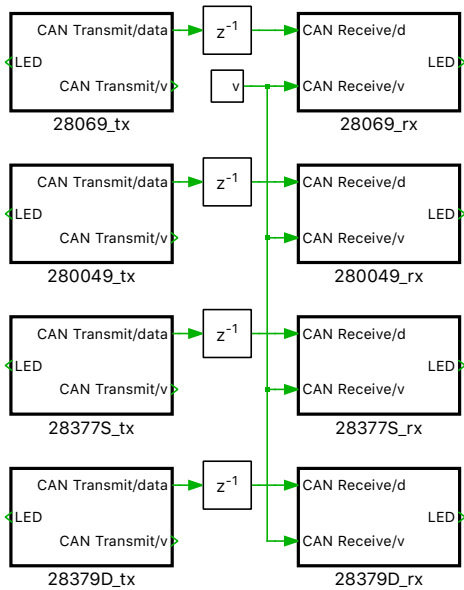 CAN Transmit/data
z-1
CAN Receive/d
LED
LED
v
CAN Transmit/v
CAN Receive/v
28069_tx
28069_rx
CAN Transmit/data
z-1
CAN Receive/d
LED
LED
CAN Transmit/v
CAN Receive/v
280049_tx
280049_rx
CAN Transmit/data
z-1
CAN Receive/d
LED
LED
CAN Transmit/v
CAN Receive/v
28377S_tx
28377S_rx
CAN Transmit/data
z-1
CAN Receive/d
LED
LED
CAN Transmit/v
CAN Receive/v
28379D_tx
28379D_rx